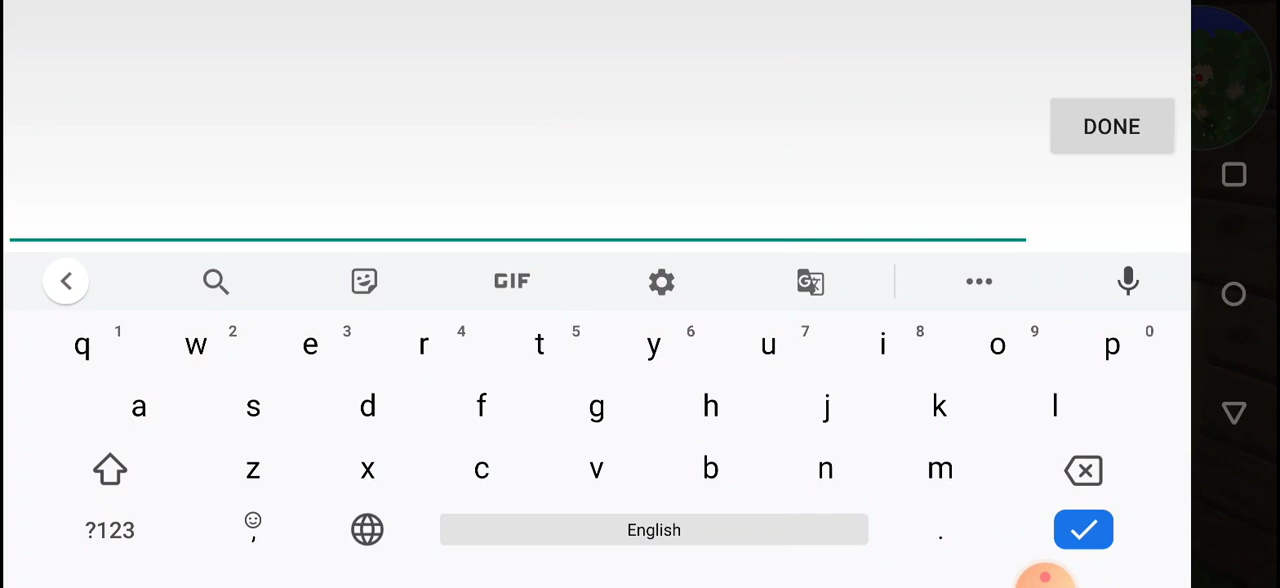 DONE
GIF
q 1 w 2 e 3 r 4 t 5 y 6 u 7 i 8 o 9 p 0
a s d f g h j k l
z x c v b n m
?123 , English .